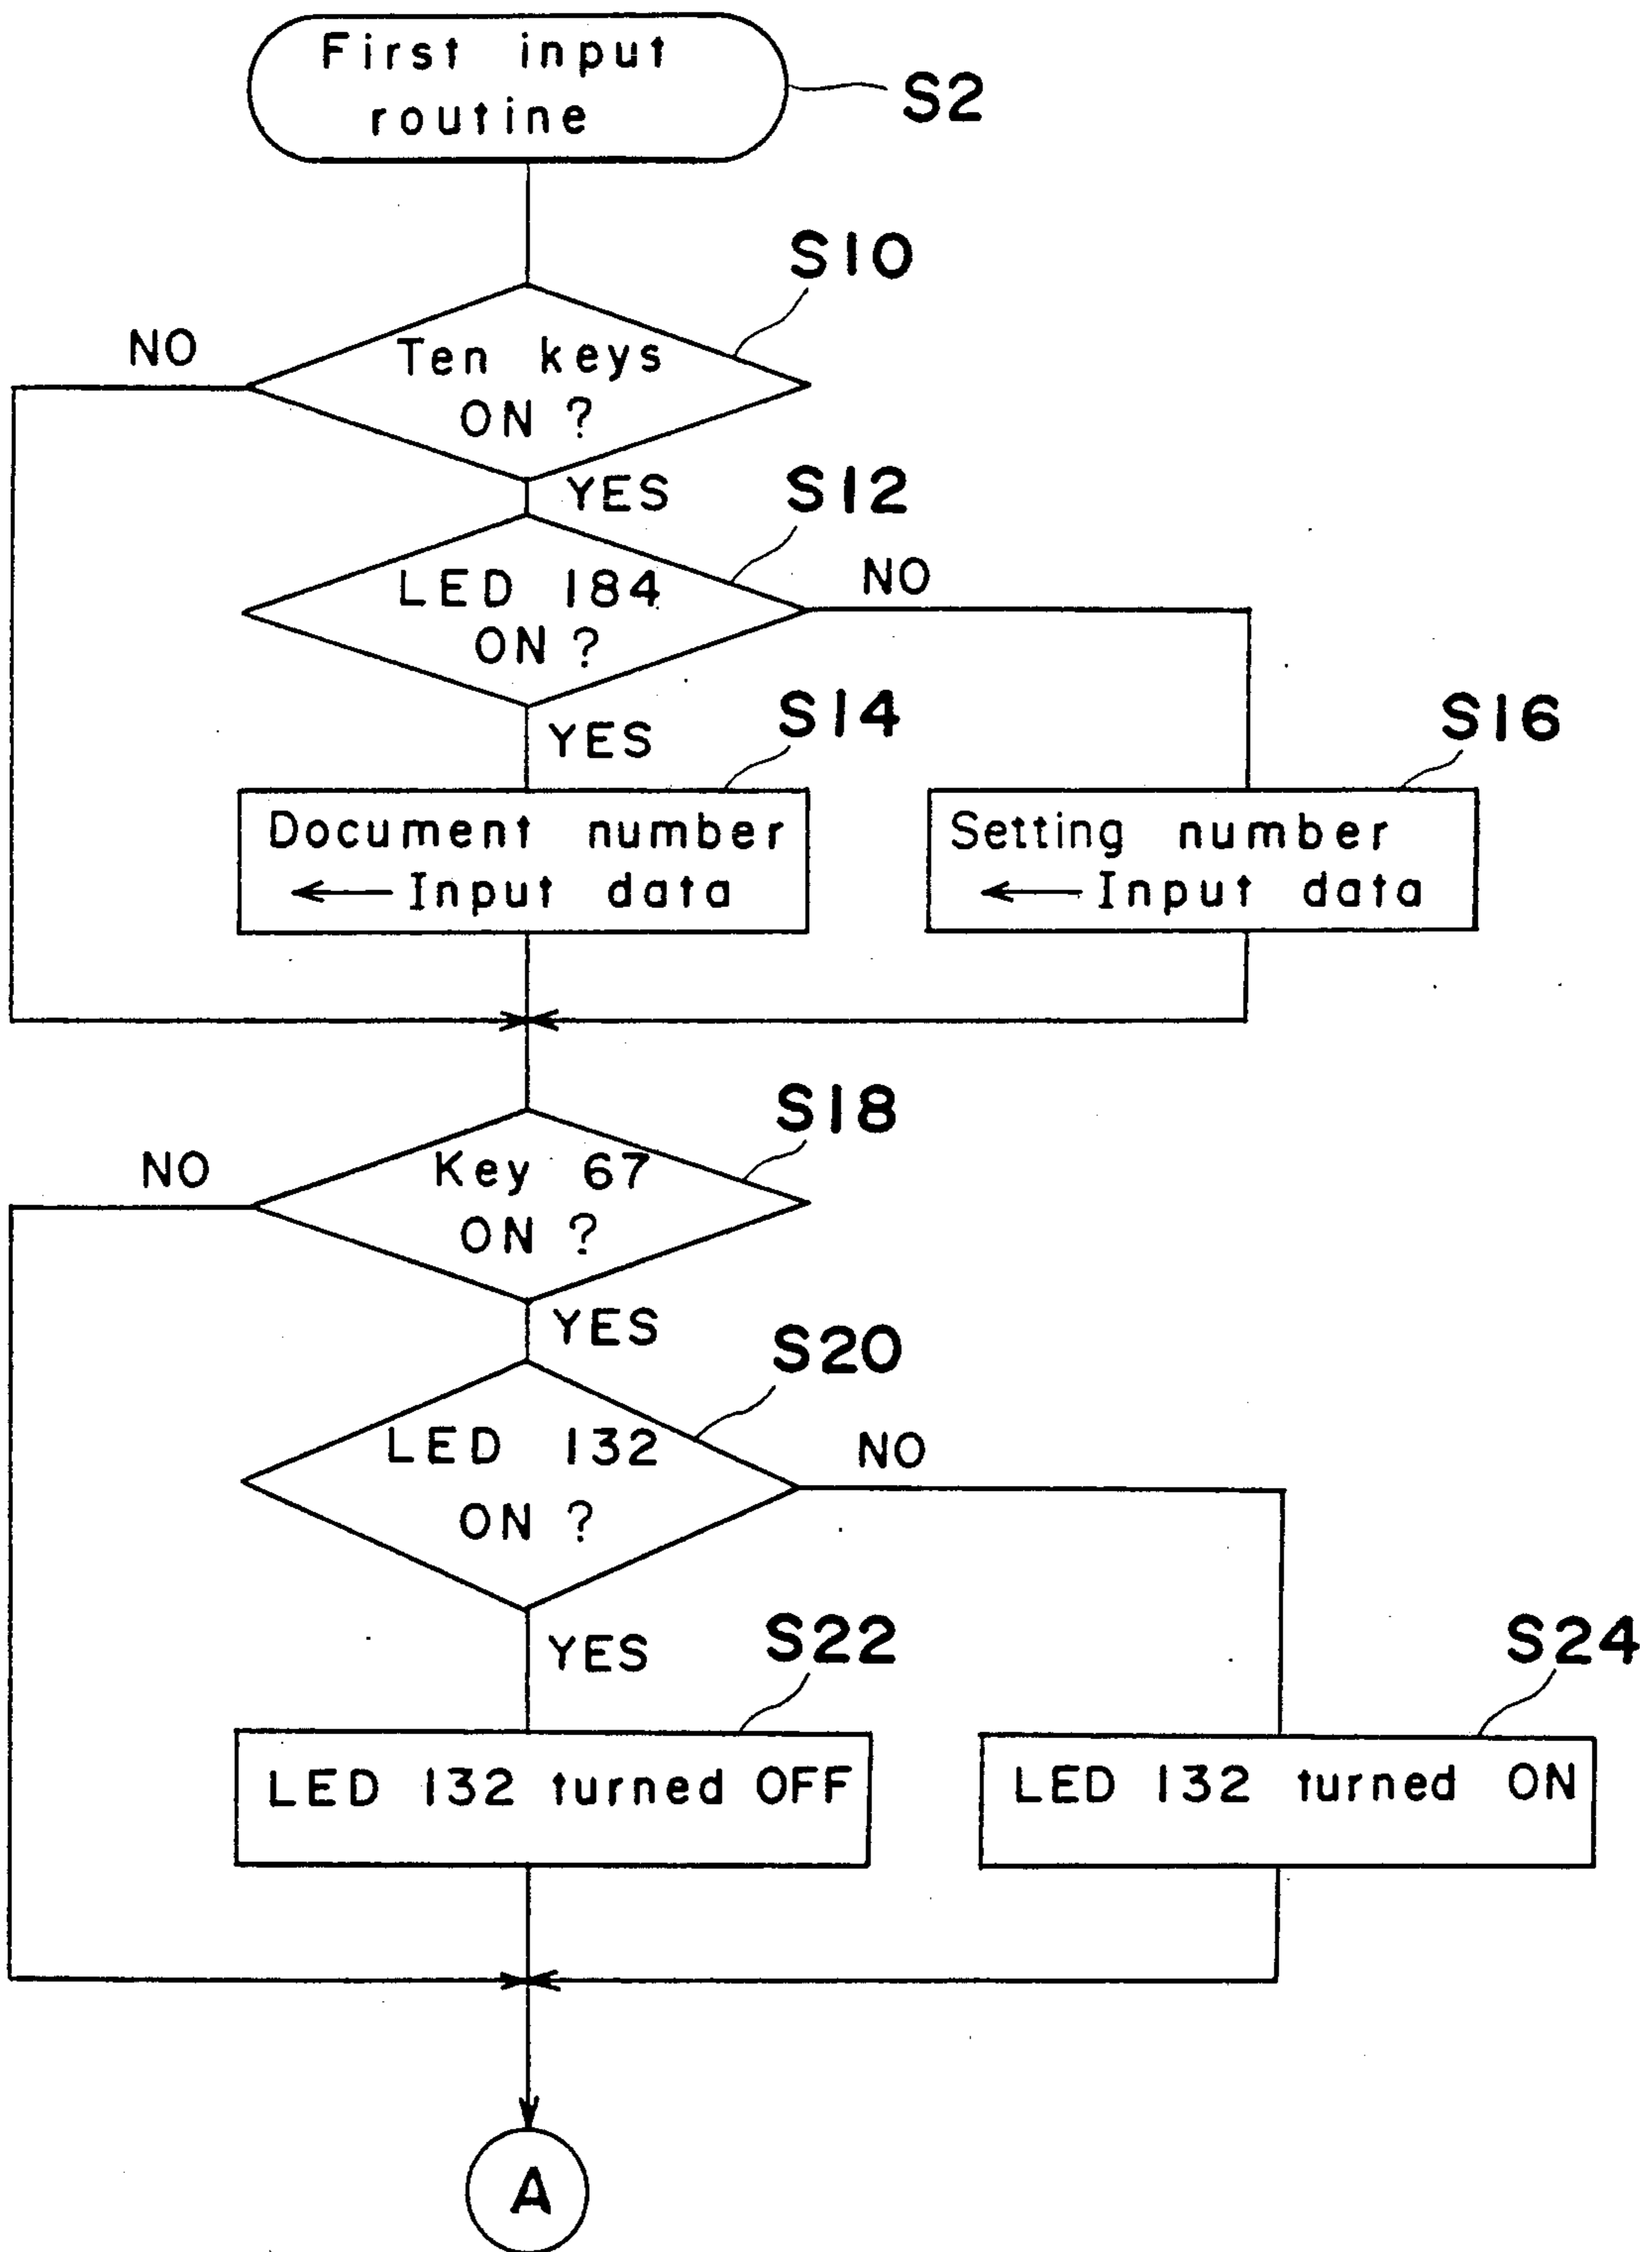 First input
routine
S2
S10
NO
Ten keys
ON ?
YES
S12
LED 184
ON ?
NO
YES
S14
S16
Document number
← Input data
Setting number
← Input data
S18
NO
Key 67
ON ?
YES
S20
LED 132
ON ?
NO
YES
S22
S24
LED 132 turned OFF
LED 132 turned ON
A